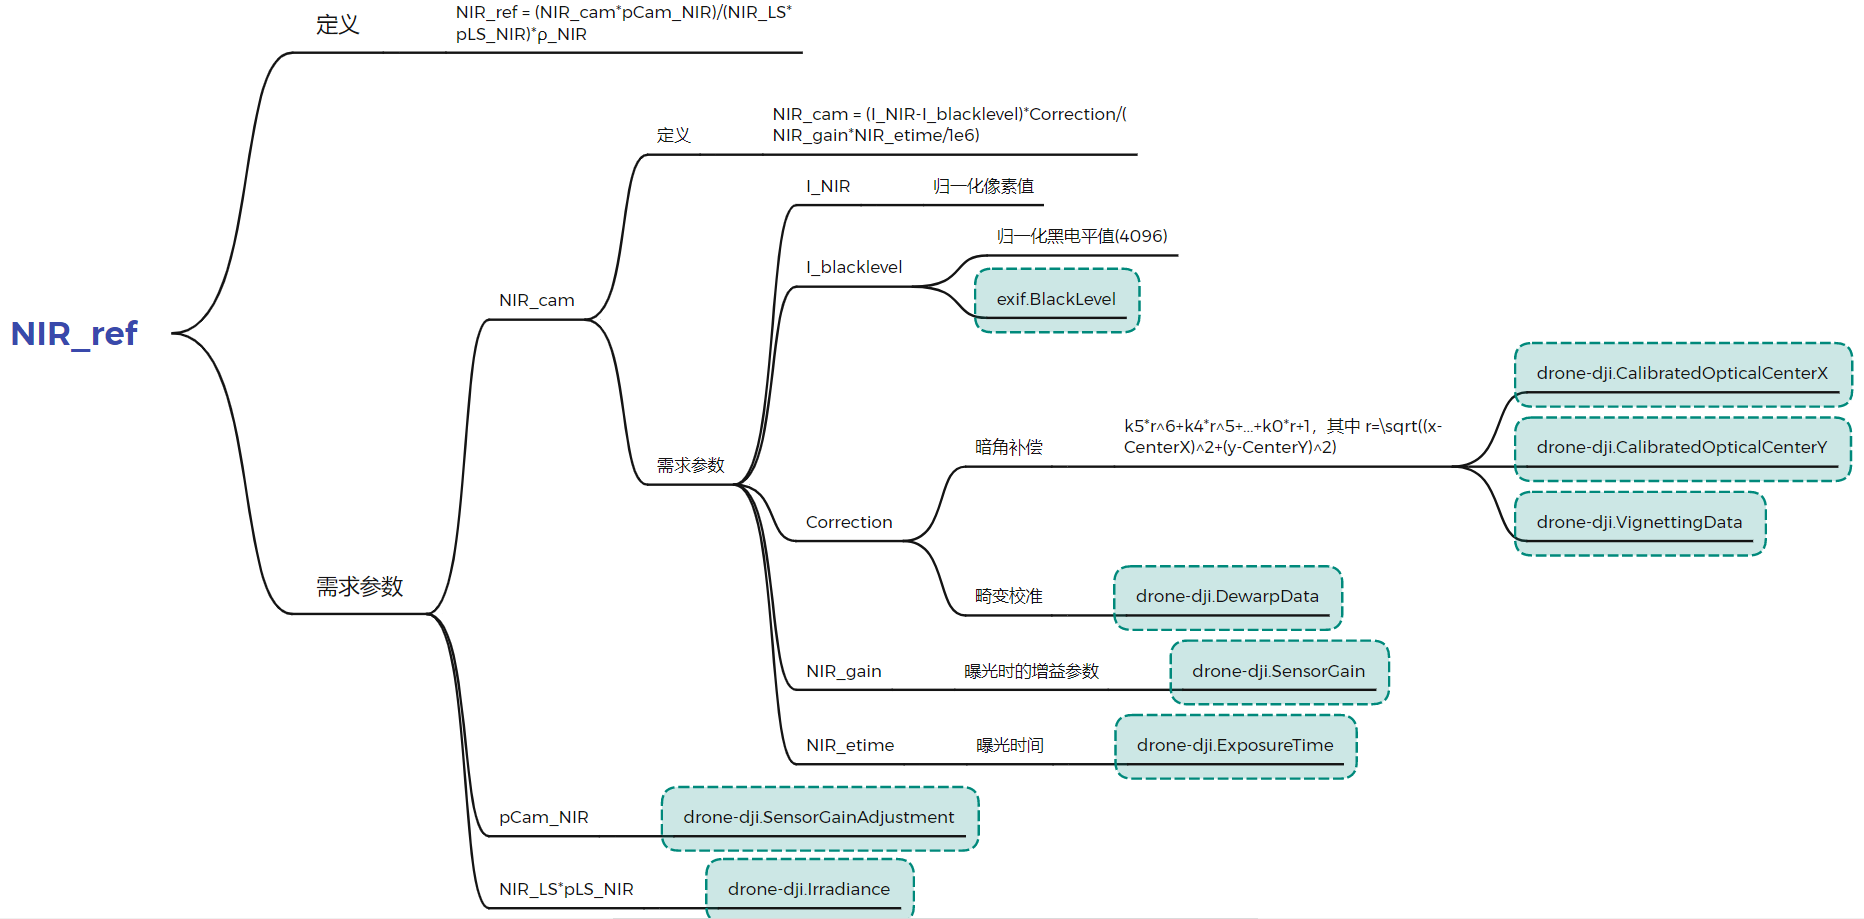 NIR_ref
定义
NIR_ref = (NIR_cam*pCam_NIR)/(NIR_LS*
pLS_NIR)*ρ_NIR
需求参数
NIR_cam
定义
NIR_cam = (I_NIR-I_blacklevel)*Correction/(
NIR_gain*NIR_etime/1e6)
需求参数
I_NIR
归一化像素值
I_blacklevel
归一化黑电平值(4096)
exif.BlackLevel
Correction
暗角补偿
k5*r^6+k4*r^5+...+k0*r+1，其中 r=\sqrt((x-
CenterX)^2+(y-CenterY)^2)
drone-dji.CalibratedOpticalCenterX
drone-dji.CalibratedOpticalCenterY
drone-dji.VignettingData
畸变校准
drone-dji.DewarpData
NIR_gain
曝光时的增益参数
drone-dji.SensorGain
NIR_etime
曝光时间
drone-dji.ExposureTime
pCam_NIR
drone-dji.SensorGainAdjustment
NIR_LS*pLS_NIR
drone-dji.Irradiance